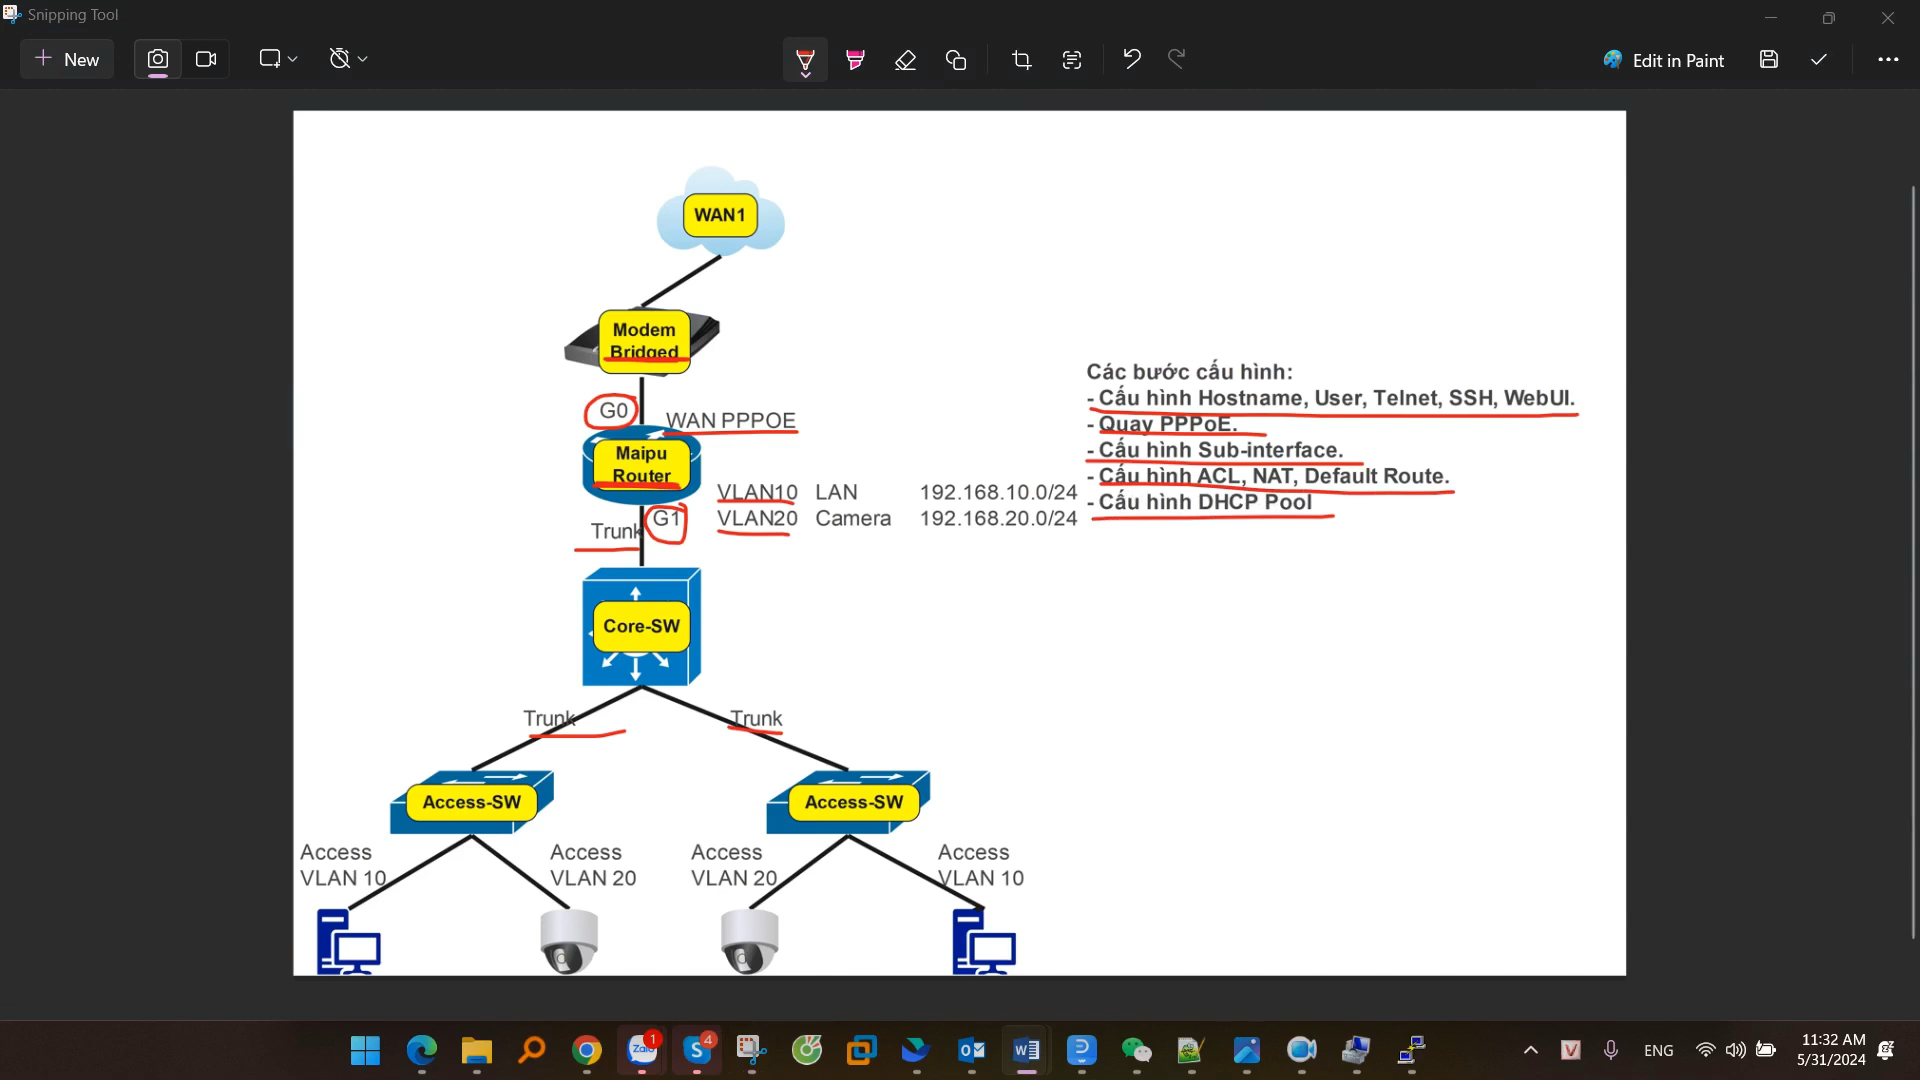 Snipping Tool
New
Edit in Paint
WAN1
Modem
Bridged
G0
WAN PPPOE
Maipu
Router
VLAN10 LAN 192.168.10.0/24
VLAN20 Camera 192.168.20.0/24
G1
Trunk
Các bước cấu hình:
- Cấu hình Hostname, User, Telnet, SSH, WebUI.
- Quay PPPoE.
- Cấu hình Sub-interface.
- Cấu hình ACL, NAT, Default Route.
- Cấu hình DHCP Pool
Core-SW
Trunk
Trunk
Access-SW
Access-SW
Access
VLAN 10
Access
VLAN 20
Access
VLAN 20
Access
VLAN 10
Zalo
1
4
ENG
11:32 AM
5/31/2024